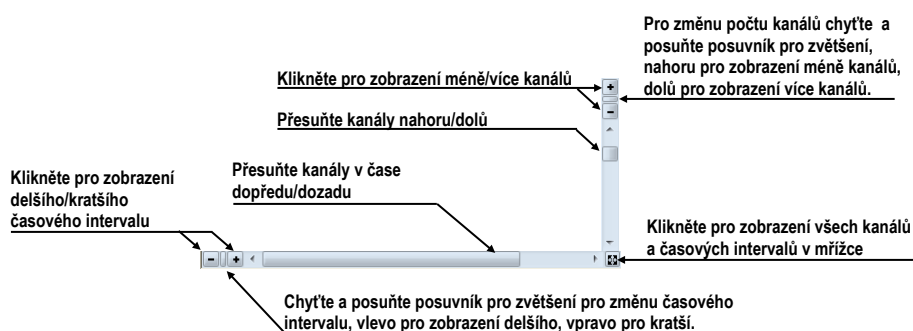 Pro změnu počtu kanálů chyťte a
posuňte posuvník pro zvětšení,
nahoru pro zobrazení méně kanálů,
dolů pro zobrazení více kanálů.
Klikněte pro zobrazení méně/více kanálů
Přesuňte kanály nahoru/dolů
Klikněte pro zobrazení
delšího/kratšího
časového intervalu
Přesuňte kanály v čase
dopředu/dozadu
Klikněte pro zobrazení všech kanálů
a časových intervalů v mřížce
Chyťte a posuňte posuvník pro zvětšení pro změnu časového
intervalu, vlevo pro zobrazení delšího, vpravo pro kratší.